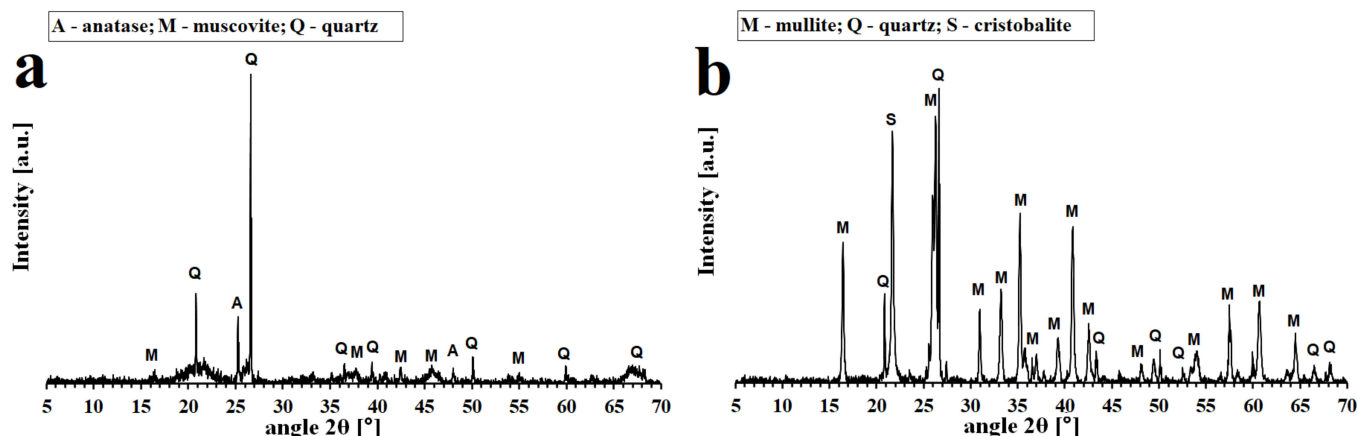 A - anatase; M - muscovite; Q - quartz
a
Q
Q
A
M
Q
M
Q
M
M
A
Q
M
Q
Q
Intensity [a.u.]
5 10 15 20 25 30 35 40 45 50 55 60 65 70
angle 2θ [°]
M - mullite; Q - quartz; S - cristobalite
b
Q
M
S
M
Q
M
M
M
M
M
M
M
Q
M
Q
Q
M
M
M
M
Q
Q
Intensity [a.u.]
5 10 15 20 25 30 35 40 45 50 55 60 65 70
angle 2θ [°]